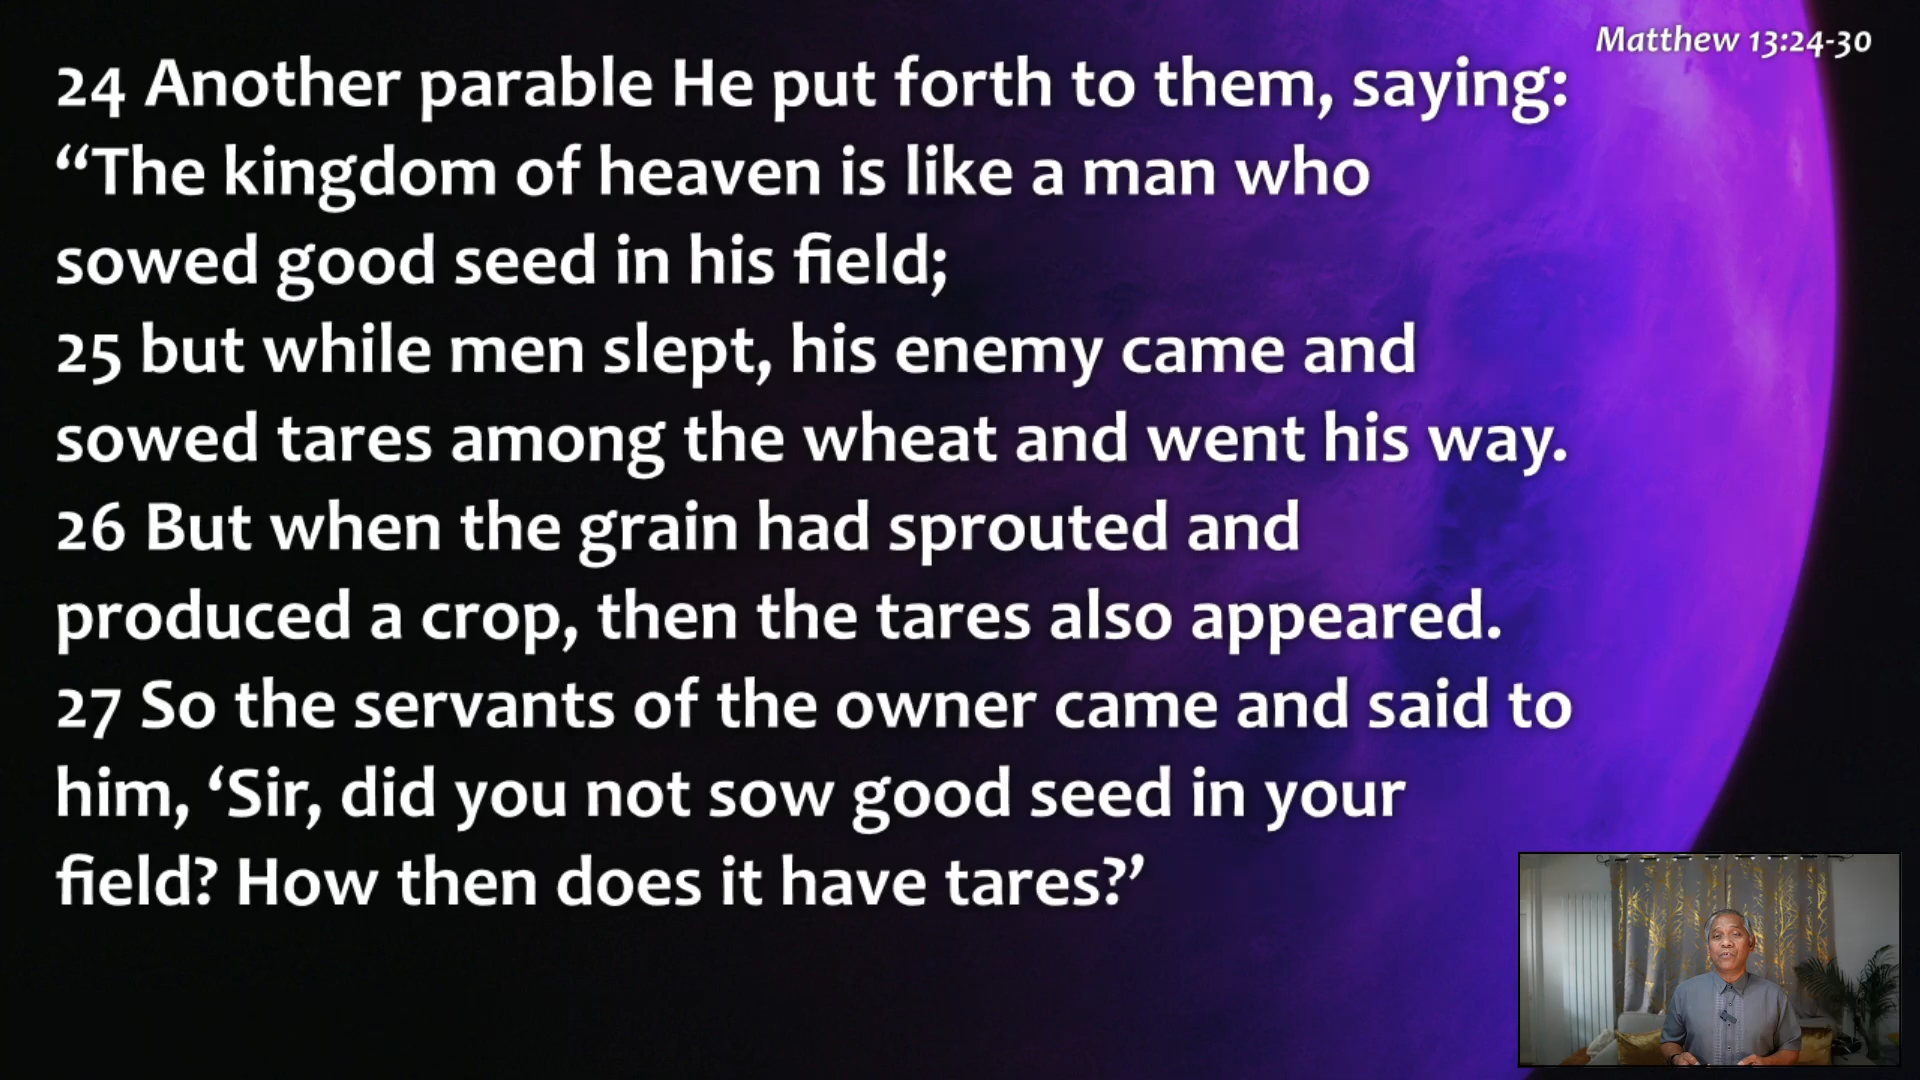 Matthew 13:24-30
24 Another parable He put forth to them, saying:
“The kingdom of heaven is like a man who
sowed good seed in his field;
25 but while men slept, his enemy came and
sowed tares among the wheat and went his way.
26 But when the grain had sprouted and
produced a crop, then the tares also appeared.
27 So the servants of the owner came and said to
him, ‘Sir, did you not sow good seed in your
field? How then does it have tares?’